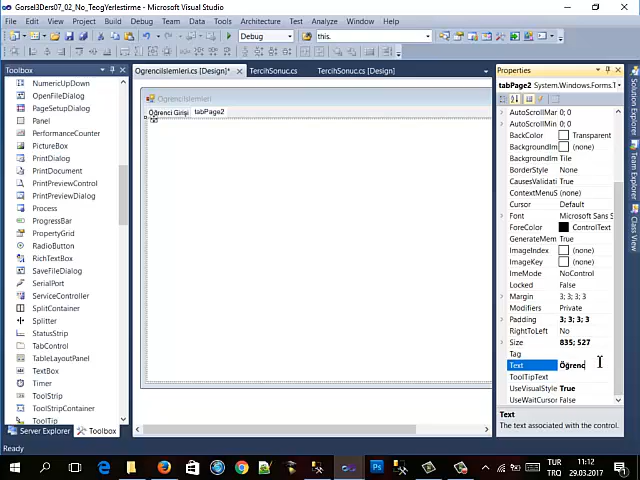 Gorsel3Ders07_02_No_TeogYerlestirme - Microsoft Visual Studio
File Edit View Project Build Debug Team Data Tools Architecture Test Analyze Window Help
Debug this.
Toolbox
OgrenciIslemleri.cs [Design]* TercihSonuc.cs TercihSonuc.cs [Design]
Properties
NumericUpDown
OpenFileDialog
PageSetupDialog
Panel
PerformanceCounter
PictureBox
PrintDialog
PrintDocument
PrintPreviewControl
PrintPreviewDialog
Process
ProgressBar
PropertyGrid
RadioButton
RichTextBox
SaveFileDialog
SerialPort
ServiceController
SplitContainer
Splitter
StatusStrip
TabControl
TableLayoutPanel
TextBox
Timer
ToolStrip
ToolStripContainer
ToolTip
Server Explorer Toolbox
OgrenciIslemleri
Öğrenci Girişi tabPage2
tabPage2 System.Windows.Forms.T
AutoScrollMar 0; 0
AutoScrollMin 0; 0
BackColor Transparent
BackgroundIm (none)
BackgroundIm Tile
BorderStyle None
CausesValidati True
ContextMenuS (none)
Cursor Default
Font Microsoft Sans S
ForeColor ControlText
GenerateMem True
ImageIndex (none)
ImageKey (none)
ImeMode NoControl
Locked False
Margin 3; 3; 3; 3
Modifiers Private
Padding 3; 3; 3; 3
RightToLeft No
Size 835; 527
Tag
Text Öğrenc
ToolTipText
UseVisualStyle True
UseWaitCursor False
Text
The text associated with the control.
Solution Explorer
Team Explorer
Class View
Ready
TUR
TRQ
11:12
29.03.2017